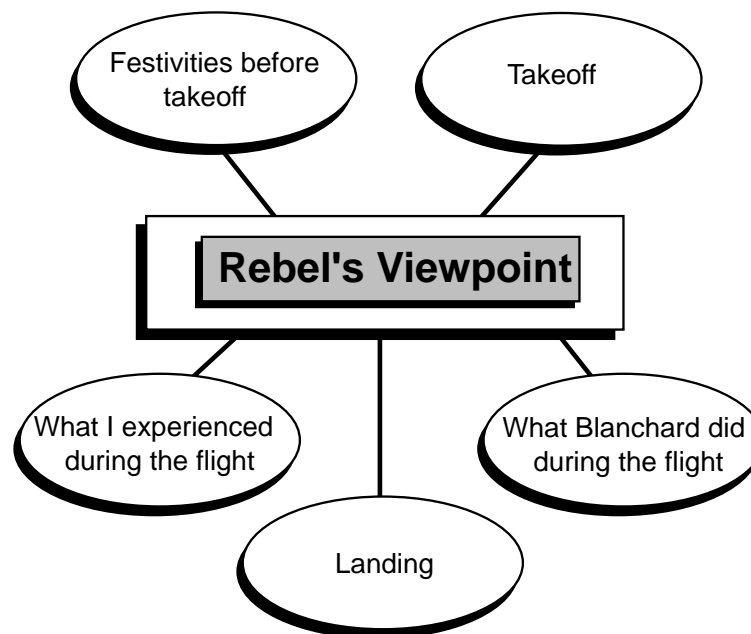 Festivities before
takeoff
Takeoff
Rebel's Viewpoint
What I experienced
during the flight
What Blanchard did
during the flight
Landing